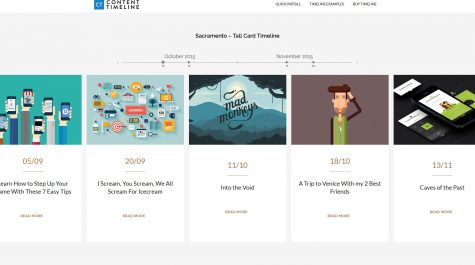 CT CONTENT
TIMELINE
QUICK INSTALL TIMELINE EXAMPLES BUY TIMELINE
Sacramento – Tall Card Timeline
October 2015 November 2015
SAVINGS
mad
monkeys
05/09
Learn How to Step Up Your
Game With These 7 Easy Tips
READ MORE
20/09
I Scream, You Scream, We All
Scream For Icecream
READ MORE
11/10
Into the Void
READ MORE
18/10
A Trip to Venice With my 2 Best
Friends
READ MORE
13/11
Caves of the Past
READ MORE